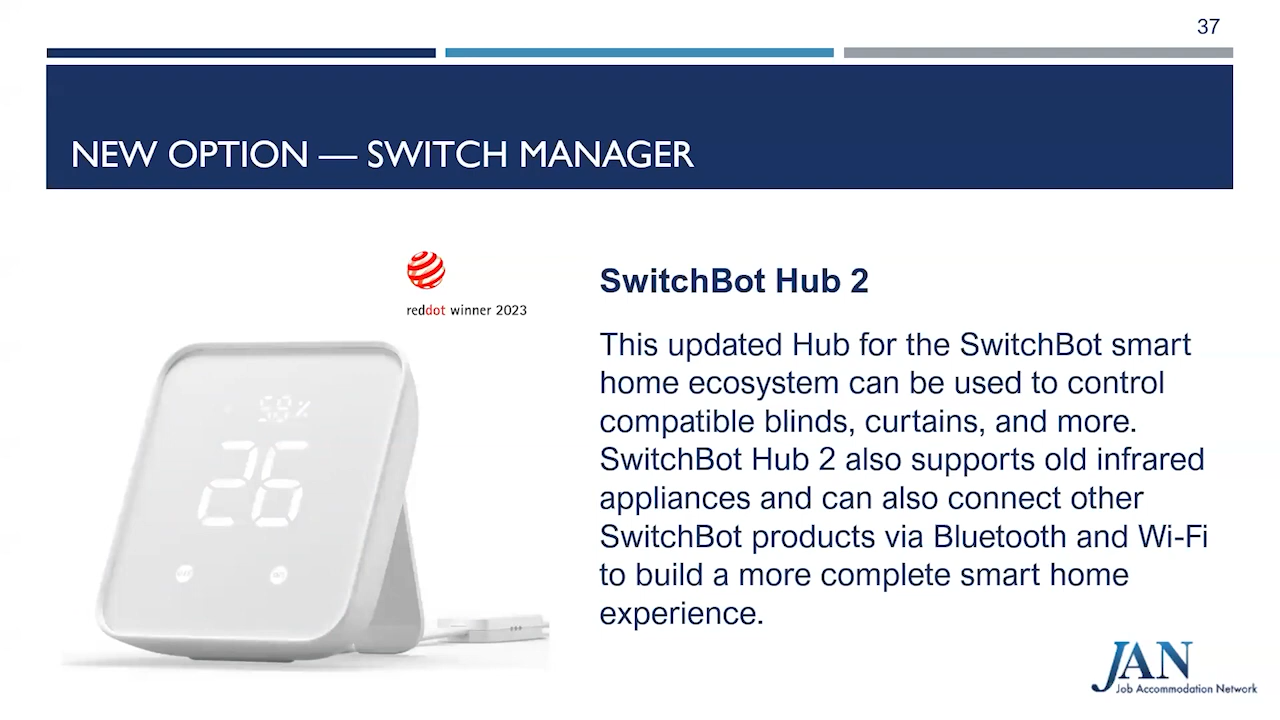 37
NEW OPTION — SWITCH MANAGER
reddot winner 2023
SwitchBot Hub 2
This updated Hub for the SwitchBot smart
home ecosystem can be used to control
compatible blinds, curtains, and more.
SwitchBot Hub 2 also supports old infrared
appliances and can also connect other
SwitchBot products via Bluetooth and Wi-Fi
to build a more complete smart home
experience.
26
JAN
Job Accommodation Network